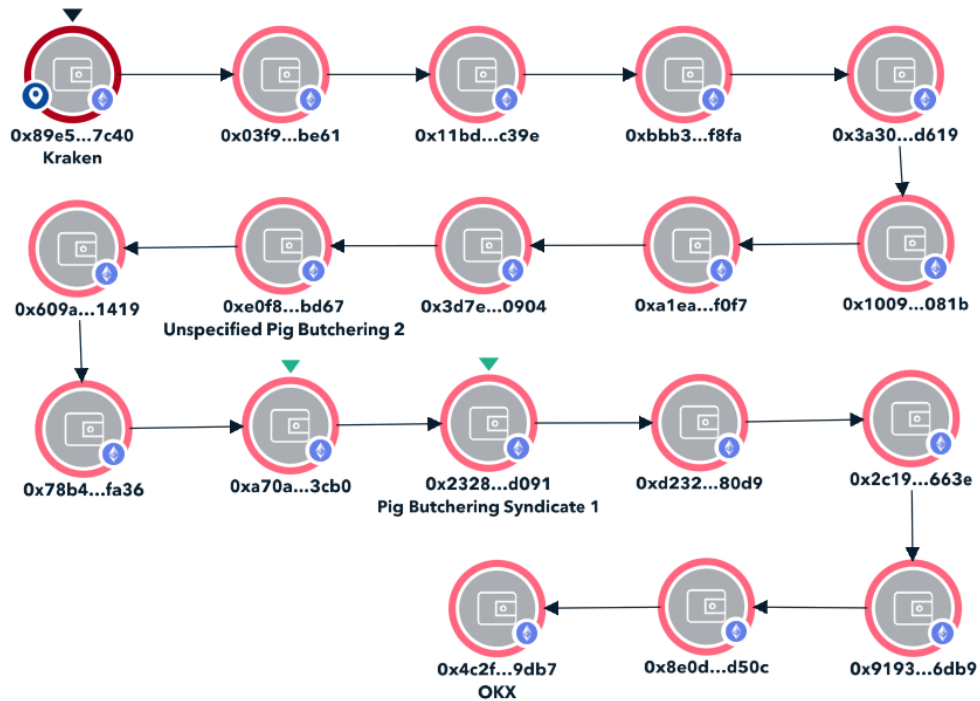 0x89e5...7c40
Kraken
0x03f9...be61
0x11bd...c39e
0xbbb3...f8fa
0x3a30...d619
0x609a...1419
0xe0f8...bd67
Unspecified Pig Butchering 2
0x3d7e...0904
0xa1ea...f0f7
0x1009...081b
0x78b4...fa36
0xa70a...3cb0
0x2328...d091
Pig Butchering Syndicate 1
0xd232...80d9
0x2c19...663e
0x4c2f...9db7
OKX
0x8e0d...d50c
0x9193...6db9